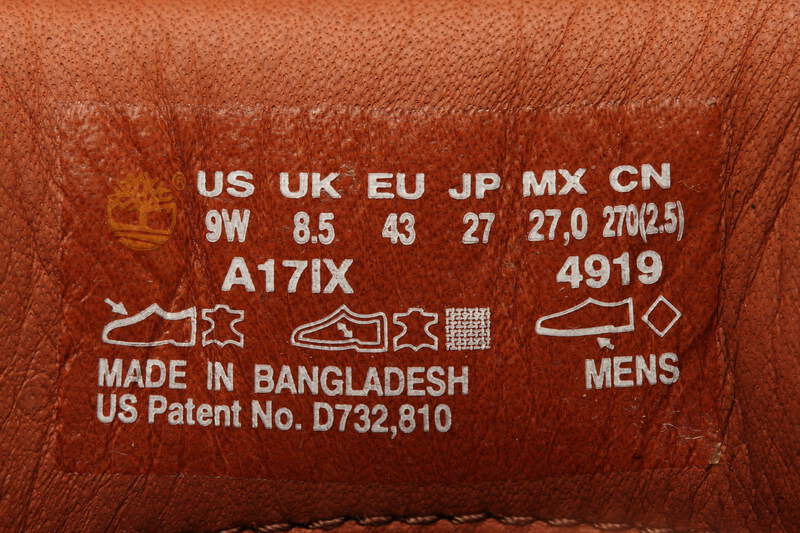 US UK EU JP MX CN
9W 8.5 43 27 27,0 270(2.5)
A17IX 4919
MADE IN BANGLADESH MENS
US Patent No. D732,810